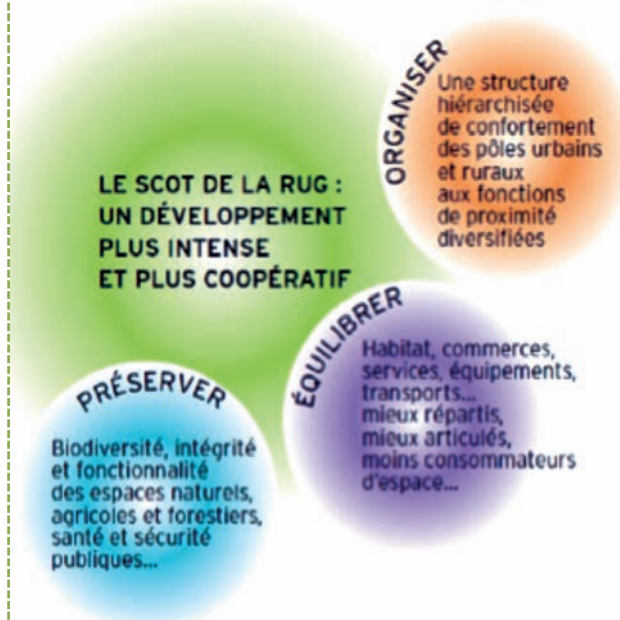 LE SCOT DE LA RUG :
UN DÉVELOPPEMENT
PLUS INTENSE
ET PLUS COOPÉRATIF
ORGANISER
Une structure
hiérarchisée
de confortement
des pôles urbains
et ruraux
aux fonctions
de proximité
diversifiées
ÉQUILIBRER
Habitat, commerces,
services, équipements,
transports...
mieux répartis,
mieux articulés,
moins consommateurs
d'espace...
PRÉSERVER
Biodiversité, intégrité
et fonctionnalité
des espaces naturels,
agricoles et forestiers,
santé et sécurité
publiques...